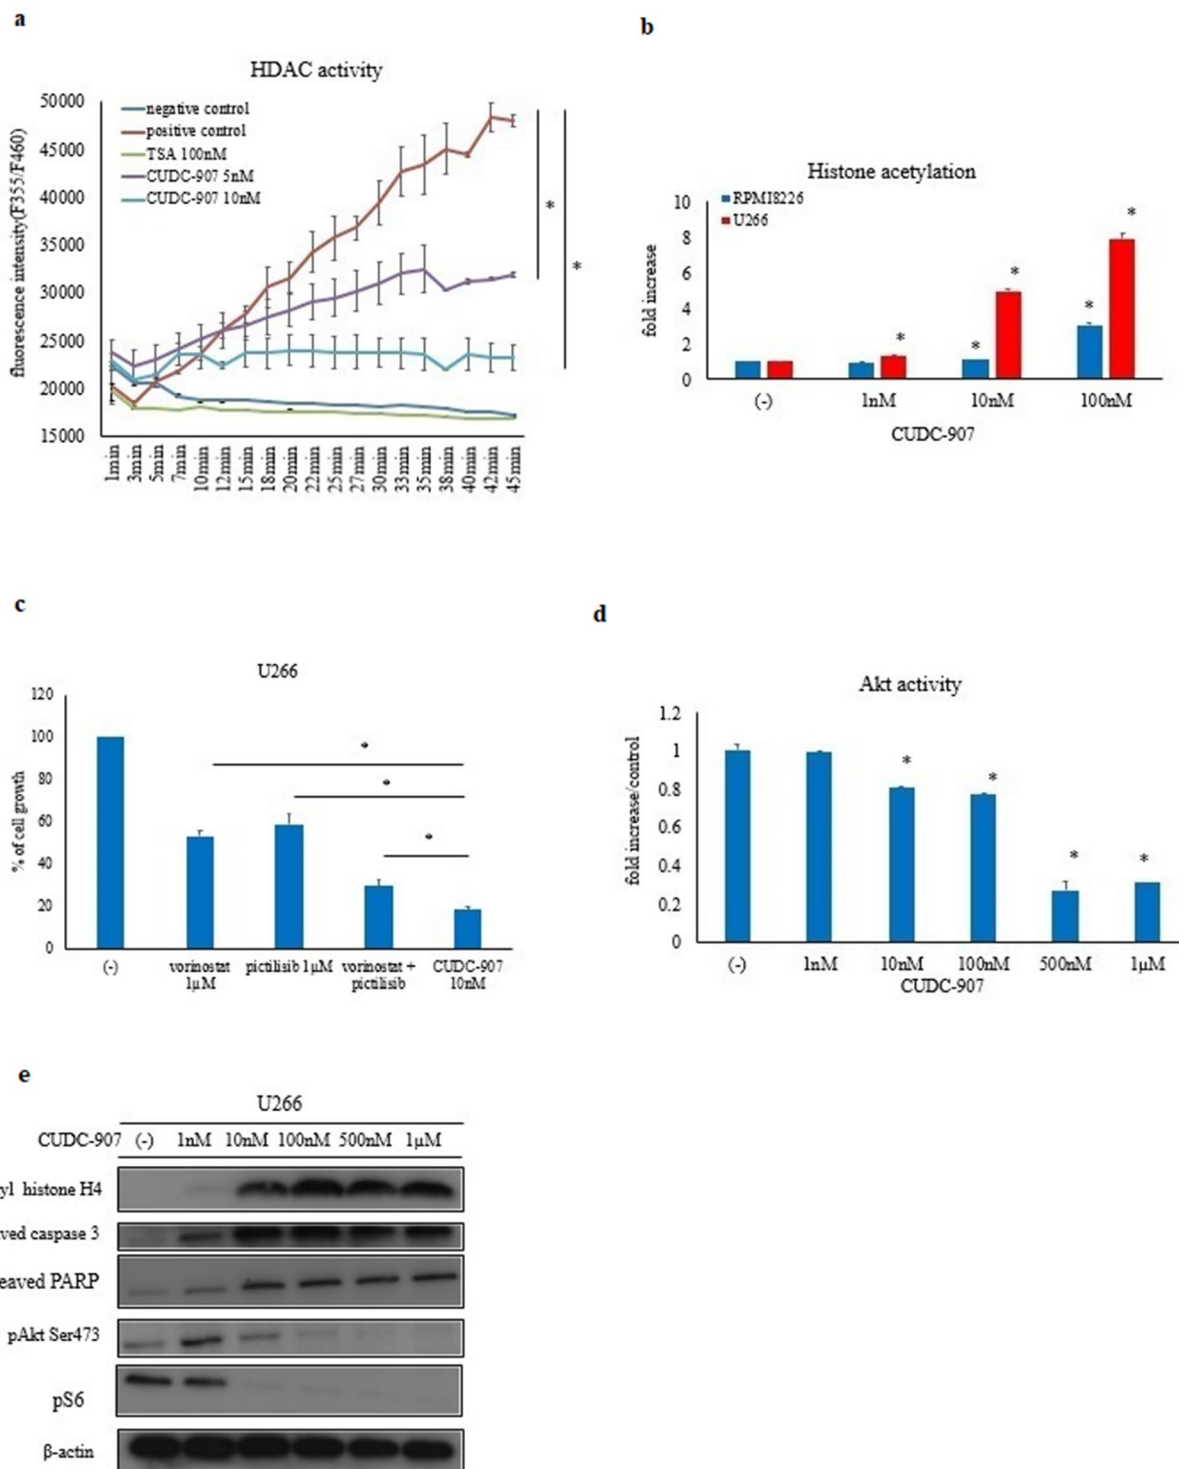 a
HDAC activity
fluorescence intensity(F355/F460)
50000
45000
40000
35000
30000
25000
20000
15000
negative control
positive control
TSA 100nM
CUDC-907 5nM
CUDC-907 10nM
*
*
1min 3min 5min 7min 10min 12min 15min 18min 20min 22min 25min 27min 30min 33min 35min 38min 40min 42min 45min
b
Histone acetylation
fold increase
10
8
6
4
2
0
RPMI8226
U266
* * * * *
(-) 1nM 10nM 100nM
CUDC-907
c
U266
% of cell growth
120
100
80
60
40
20
0
*
*
*
(-) vorinostat 1μM pictilisib 1μM vorinostat + pictilisib CUDC-907 10nM
d
Akt activity
fold increase/control
1.2
1
0.8
0.6
0.4
0.2
0
* * * *
(-) 1nM 10nM 100nM 500nM 1μM
CUDC-907
e
U266
CUDC-907 (-) 1nM 10nM 100nM 500nM 1μM
yl histone H4
ved caspase 3
eaved PARP
pAkt Ser473
pS6
β-actin